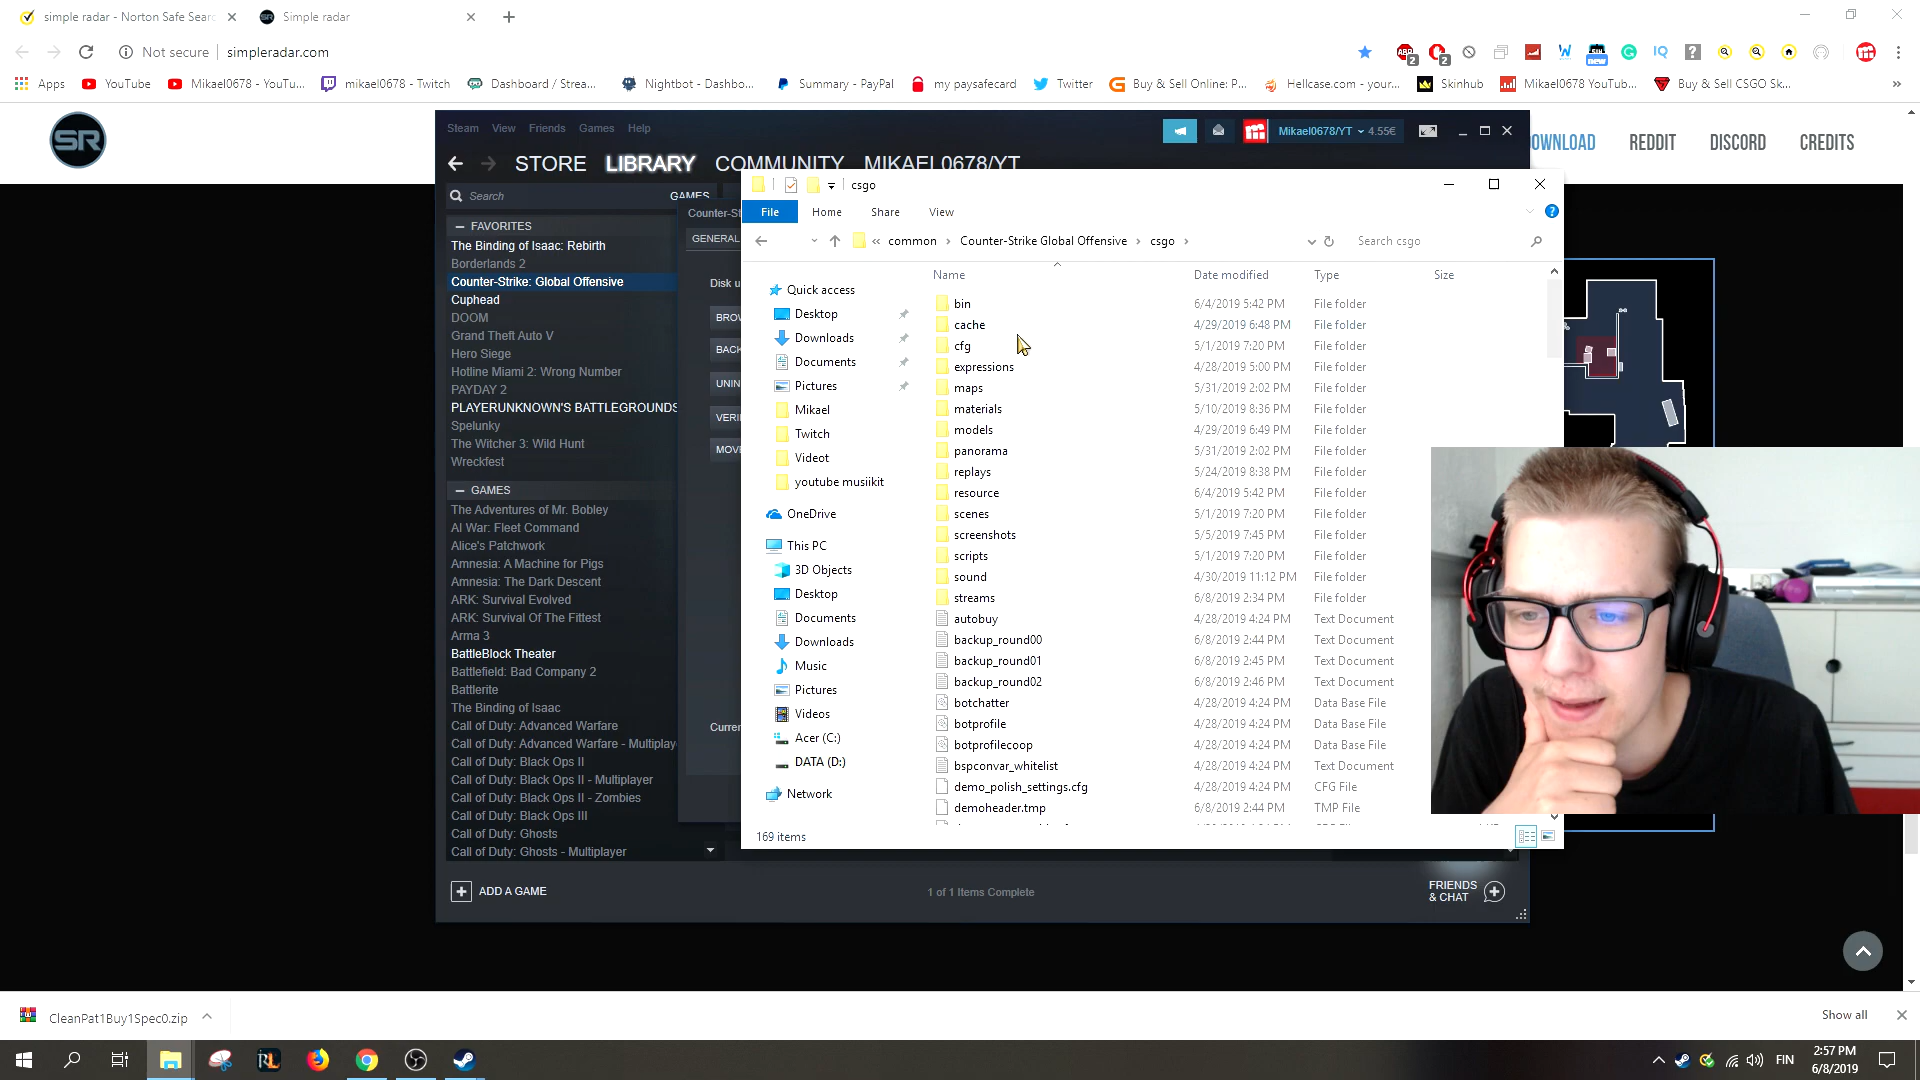 simple radar - Norton Safe Sear
Simple radar
Not secure
simpleradar.com
2
2
new
IQ
Apps
YouTube
Mikael0678 - YouTu...
mikael0678 - Twitch
Dashboard / Strea...
Nightbot - Dashbo...
Summary - PayPal
my paysafecard
Twitter
Buy & Sell Online: P...
Hellcase.com - your...
Skinhub
Mikael0678 YouTub...
Buy & Sell CSGO Sk...
SR
OWNLOAD
REDDIT
DISCORD
CREDITS
Steam View Friends Games Help
Mikael0678/YT
4.55€
STORE LIBRARY COMMUNITY MIKAEL0678/YT
Search
GAMES
FAVORITES
The Binding of Isaac: Rebirth
Borderlands 2
Counter-Strike: Global Offensive
Cuphead
DOOM
Grand Theft Auto V
Hero Siege
Hotline Miami 2: Wrong Number
PAYDAY 2
PLAYERUNKNOWN'S BATTLEGROUNDS
Spelunky
The Witcher 3: Wild Hunt
Wreckfest
GAMES
The Adventures of Mr. Bobley
AI War: Fleet Command
Alice's Patchwork
Amnesia: A Machine for Pigs
Amnesia: The Dark Descent
ARK: Survival Evolved
ARK: Survival Of The Fittest
Arma 3
BattleBlock Theater
Battlefield: Bad Company 2
Battlerite
The Binding of Isaac
Call of Duty: Advanced Warfare
Call of Duty: Advanced Warfare - Multiplay
Call of Duty: Black Ops II
Call of Duty: Black Ops II - Multiplayer
Call of Duty: Black Ops II - Zombies
Call of Duty: Black Ops III
Call of Duty: Ghosts
Call of Duty: Ghosts - Multiplayer
ADD A GAME
1 of 1 Items Complete
FRIENDS
& CHAT
Counter-St
GENERAL
Disk u
BROW
BACK
UNIN
VERI
MOVE
Curre
csgo
File Home Share View
« common › Counter-Strike Global Offensive › csgo ›
Search csgo
Name Date modified Type Size
Quick access
Desktop
Downloads
Documents
Pictures
Mikael
Twitch
Videot
youtube musiikit
OneDrive
This PC
3D Objects
Desktop
Documents
Downloads
Music
Pictures
Videos
Acer (C:)
DATA (D:)
Network
bin 6/4/2019 5:42 PM File folder
cache 4/29/2019 6:48 PM File folder
cfg 5/1/2019 7:20 PM File folder
expressions 4/28/2019 5:00 PM File folder
maps 5/31/2019 2:02 PM File folder
materials 5/10/2019 8:36 PM File folder
models 4/29/2019 6:49 PM File folder
panorama 5/31/2019 2:02 PM File folder
replays 5/24/2019 8:38 PM File folder
resource 6/4/2019 5:42 PM File folder
scenes 5/1/2019 7:20 PM File folder
screenshots 5/5/2019 7:45 PM File folder
scripts 5/1/2019 7:20 PM File folder
sound 4/30/2019 11:12 PM File folder
streams 6/8/2019 2:34 PM File folder
autobuy 4/28/2019 4:24 PM Text Document
backup_round00 6/8/2019 2:44 PM Text Document
backup_round01 6/8/2019 2:45 PM Text Document
backup_round02 6/8/2019 2:46 PM Text Document
botchatter 4/28/2019 4:24 PM Data Base File
botprofile 4/28/2019 4:24 PM Data Base File
botprofilecoop 4/28/2019 4:24 PM Data Base File
bspconvar_whitelist 4/28/2019 4:24 PM Text Document
demo_polish_settings.cfg 4/28/2019 4:24 PM CFG File
demoheader.tmp 6/8/2019 2:44 PM TMP File
169 items
CleanPat1Buy1Spec0.zip
Show all
FIN
2:57 PM
6/8/2019